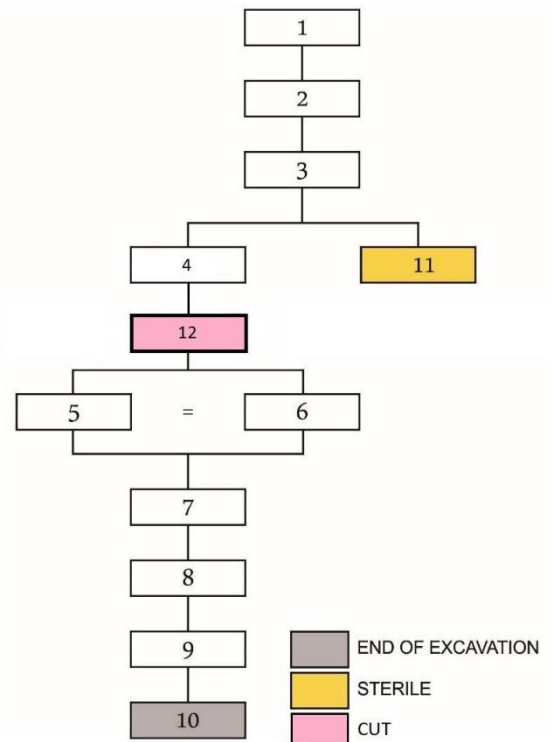 1
2
3
4
11
12
5 = 6
7
8
9
10
END OF EXCAVATION
STERILE
CUT